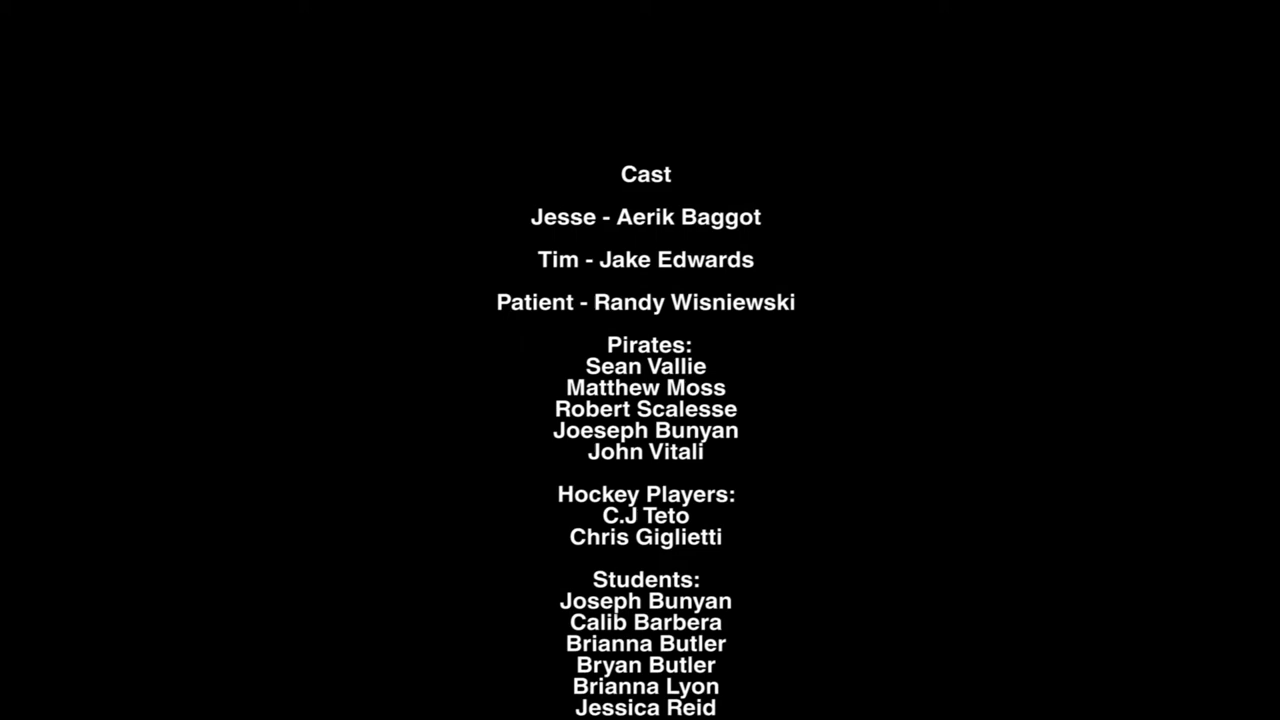 Cast
Jesse - Aerik Baggot
Tim - Jake Edwards
Patient - Randy Wisniewski
Pirates:
Sean Vallie
Matthew Moss
Robert Scalesse
Joeseph Bunyan
John Vitali
Hockey Players:
C.J Teto
Chris Giglietti
Students:
Joseph Bunyan
Calib Barbera
Brianna Butler
Bryan Butler
Brianna Lyon
Jessica Reid